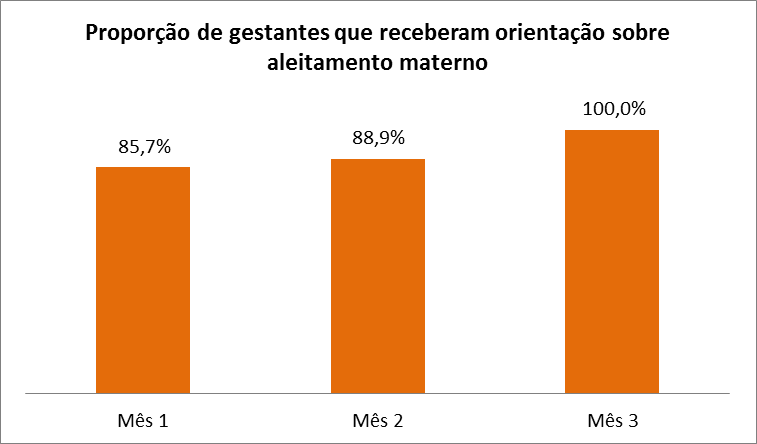 Proporção de gestantes que receberam orientação sobre
aleitamento materno
100,0%
88,9%
85,7%
Mês 1
Mês 2
Mês 3